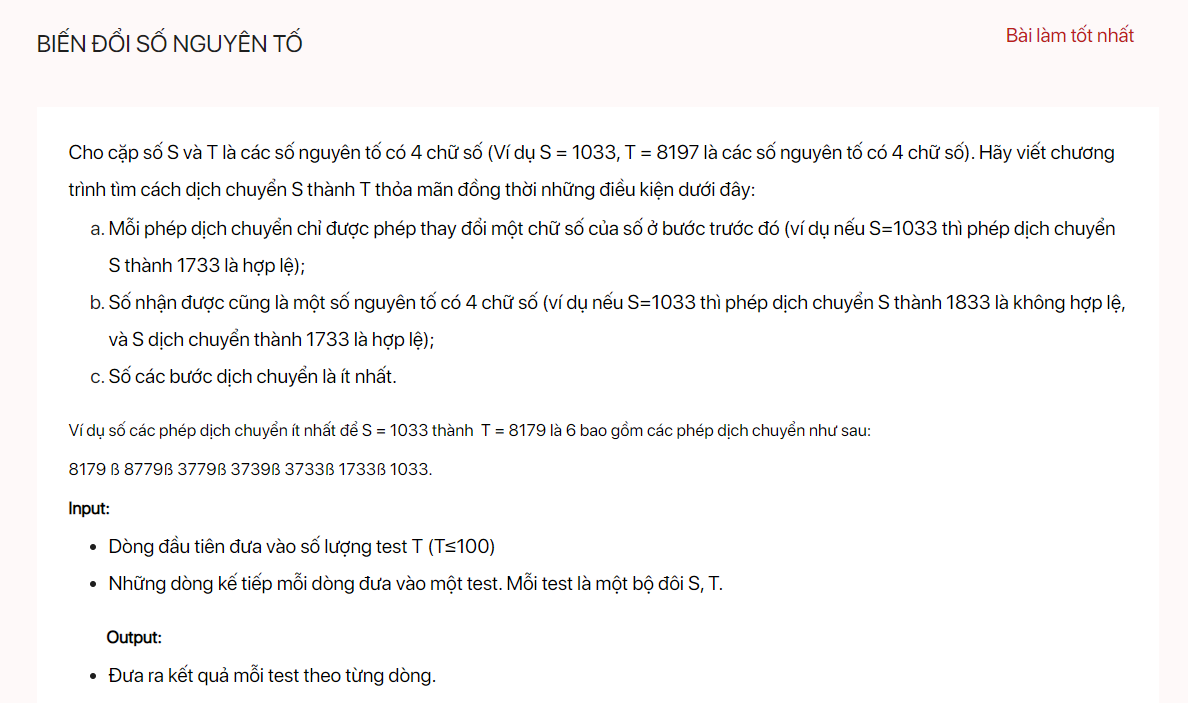 BIẾN ĐỔI SỐ NGUYÊN TỐ
Bài làm tốt nhất
Cho cặp số S và T là các số nguyên tố có 4 chữ số (Ví dụ S = 1033, T = 8197 là các số nguyên tố có 4 chữ số). Hãy viết chương
trình tìm cách dịch chuyển S thành T thỏa mãn đồng thời những điều kiện dưới đây:
a. Mỗi phép dịch chuyển chỉ được phép thay đổi một chữ số của số ở bước trước đó (ví dụ nếu S=1033 thì phép dịch chuyển
S thành 1733 là hợp lệ);
b. Số nhận được cũng là một số nguyên tố có 4 chữ số (ví dụ nếu S=1033 thì phép dịch chuyển S thành 1833 là không hợp lệ,
và S dịch chuyển thành 1733 là hợp lệ);
c. Số các bước dịch chuyển là ít nhất.
Ví dụ số các phép dịch chuyển ít nhất để S = 1033 thành  T = 8179 là 6 bao gồm các phép dịch chuyển như sau:
8179 ß 8779ß 3779ß 3739ß 3733ß 1733ß 1033.
Input:
• Dòng đầu tiên đưa vào số lượng test T (T≤100)
• Những dòng kế tiếp mỗi dòng đưa vào một test. Mỗi test là một bộ đôi S, T.
Output:
• Đưa ra kết quả mỗi test theo từng dòng.